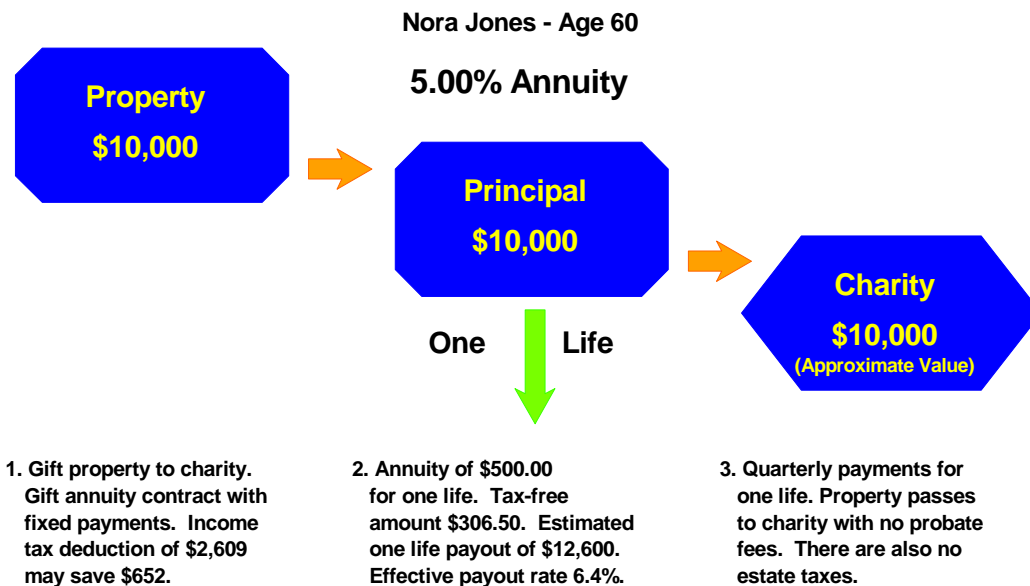 Nora Jones - Age 60
5.00% Annuity
Property
$10,000
Principal
$10,000
Charity
$10,000
(Approximate Value)
One Life
1. Gift property to charity.
Gift annuity contract with
fixed payments. Income
tax deduction of $2,609
may save $652.
2. Annuity of $500.00
for one life. Tax-free
amount $306.50. Estimated
one life payout of $12,600.
Effective payout rate 6.4%.
3. Quarterly payments for
one life. Property passes
to charity with no probate
fees. There are also no
estate taxes.